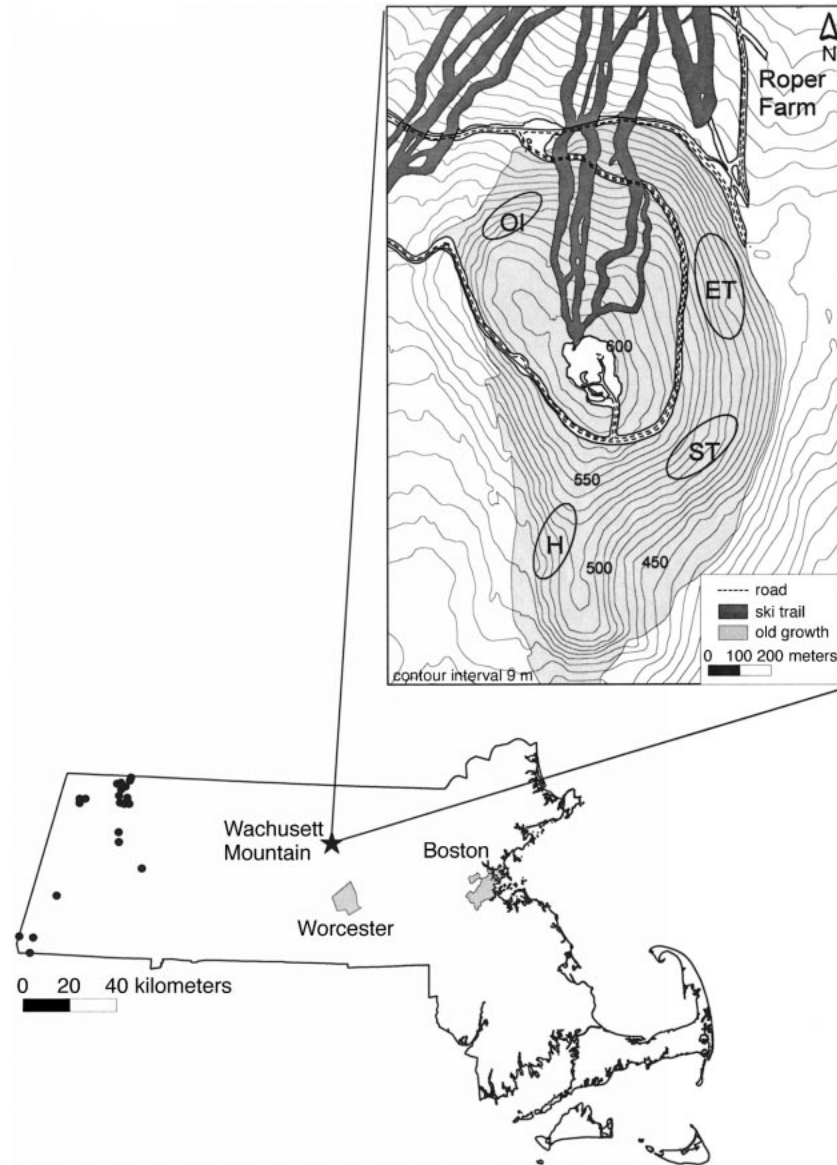 N
Roper
Farm
OI
ET
600
ST
550
H
500
450
road
ski trail
old growth
0 100 200 meters
contour interval 9 m
Wachusett
Mountain
Boston
Worcester
0 20 40 kilometers